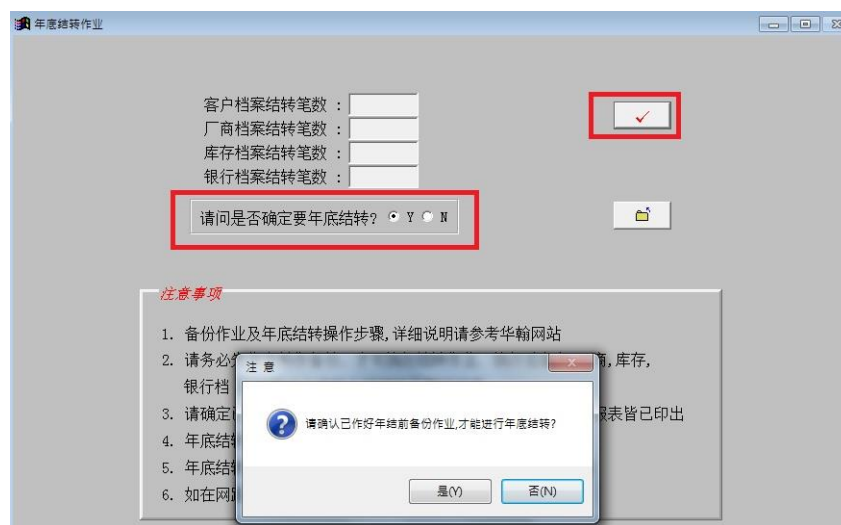 年底结转作业
客户档案结转笔数 :
厂商档案结转笔数 :
库存档案结转笔数 :
银行档案结转笔数 :
请问是否确定要年底结转? Y N
注意事项
1. 备份作业及年底结转操作步骤,详细说明请参考华翰网站
2. 请务必 商,库存,
银行档
3. 请确定 报表皆已印出
4. 年底结转
5. 年底结转
6. 如在网
注 意
请确认已作好年结前备份作业,才能进行年底结转?
是(Y)
否(N)